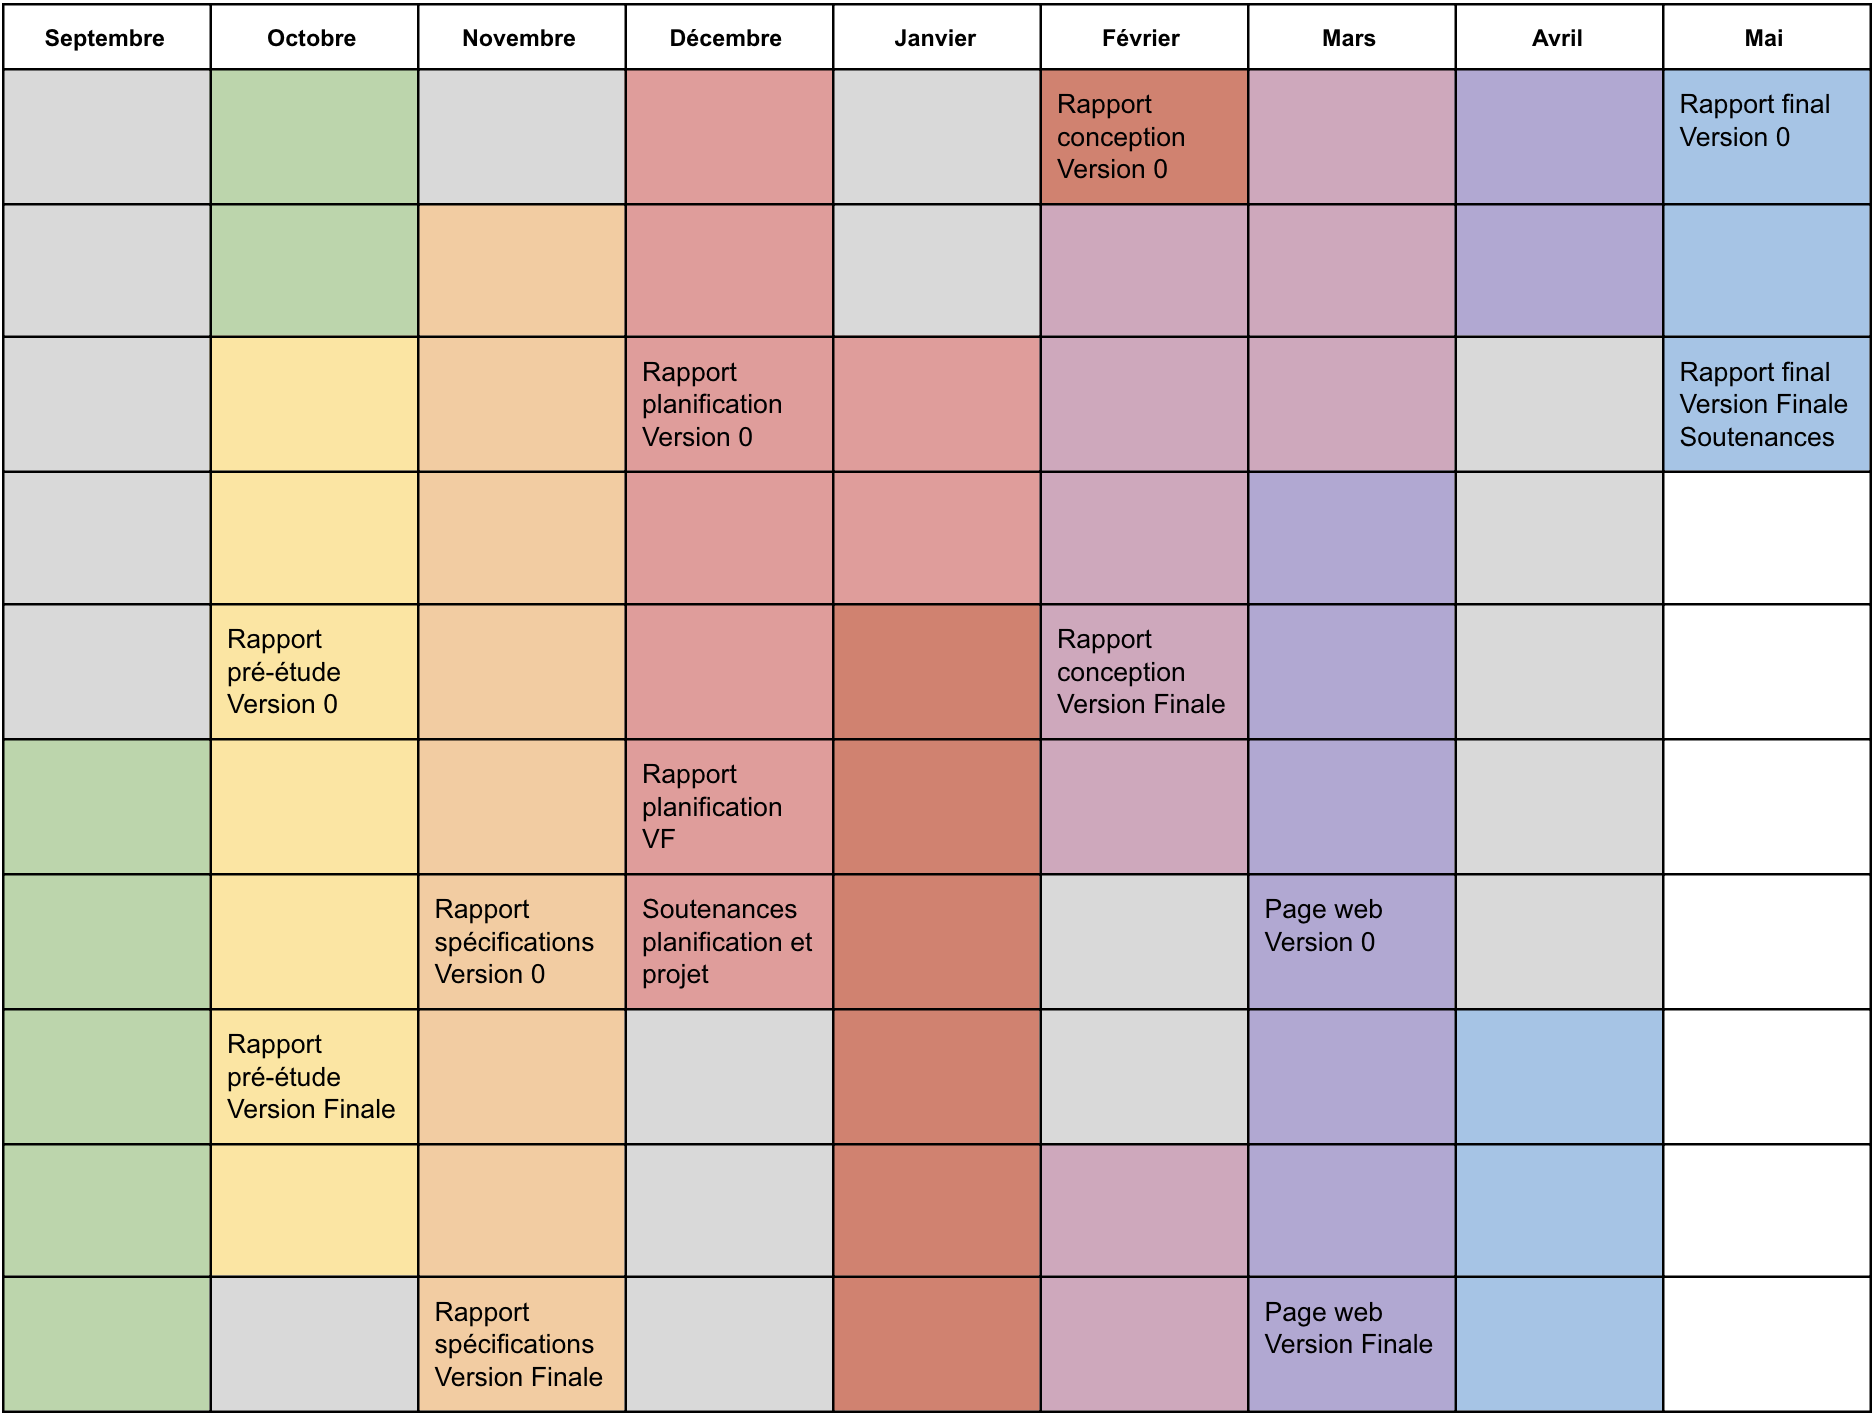 Septembre
Octobre
Novembre
Décembre
Janvier
Février
Mars
Avril
Mai
Rapport
conception
Version 0
Rapport final
Version 0
Rapport
planification
Version 0
Rapport final
Version Finale
Soutenances
Rapport
pré-étude
Version 0
Rapport
conception
Version Finale
Rapport
planification
VF
Rapport
spécifications
Version 0
Soutenances
planification et
projet
Page web
Version 0
Rapport
pré-étude
Version Finale
Rapport
spécifications
Version Finale
Page web
Version Finale